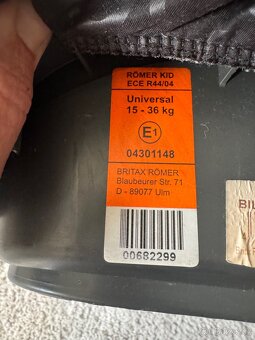 RÖMER KID
ECE R44/04
Universal
15 - 36 kg
E1
04301148
BRITAX RÖMER
Blaubeurer Str. 71
D - 89077 Ulm
00682299